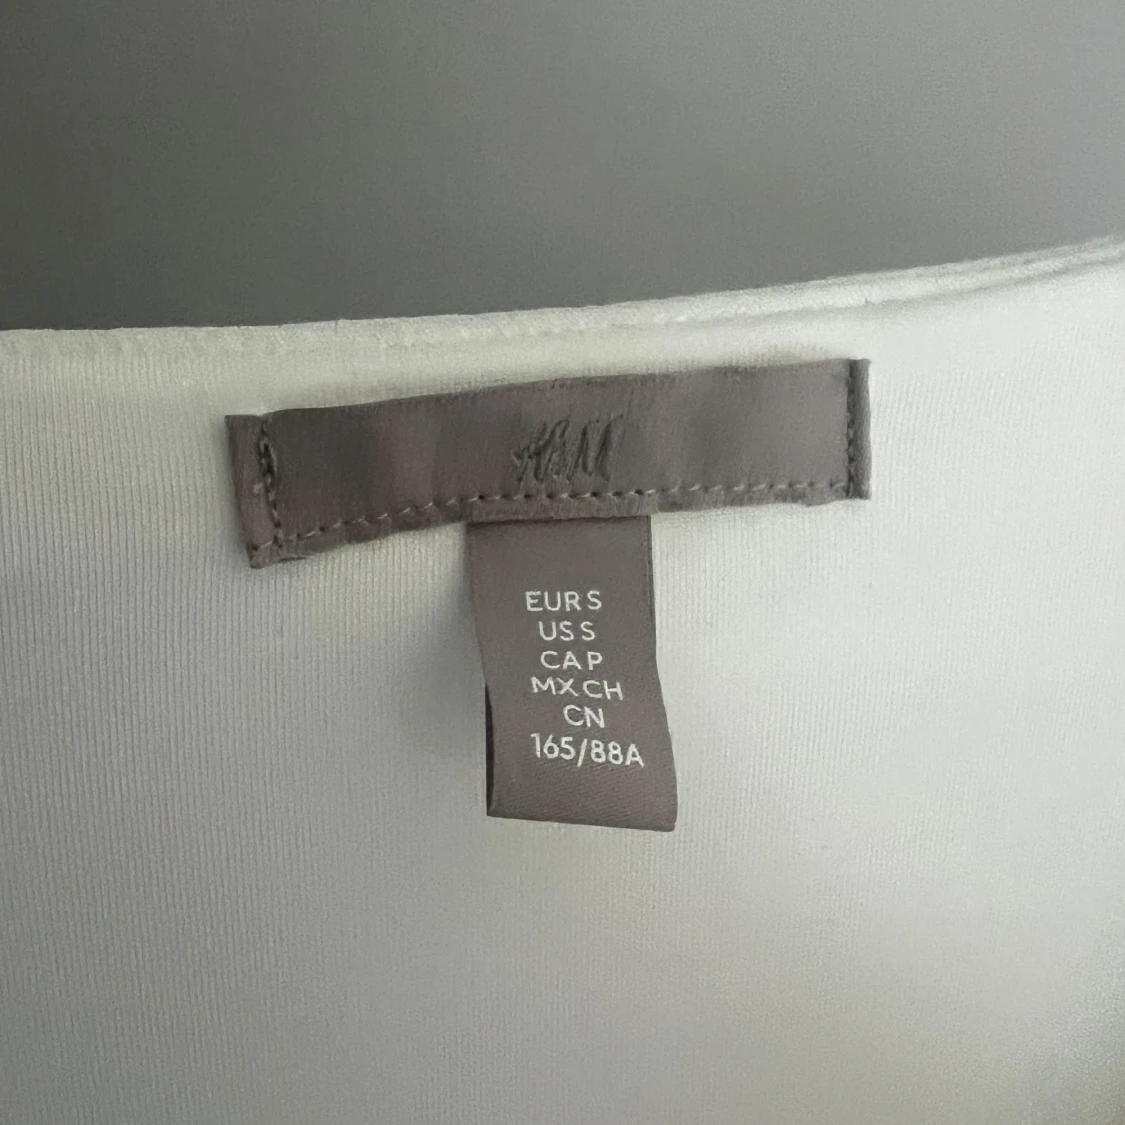 H&M
EUR S
US S
CA P
MX CH
CN
165/88A